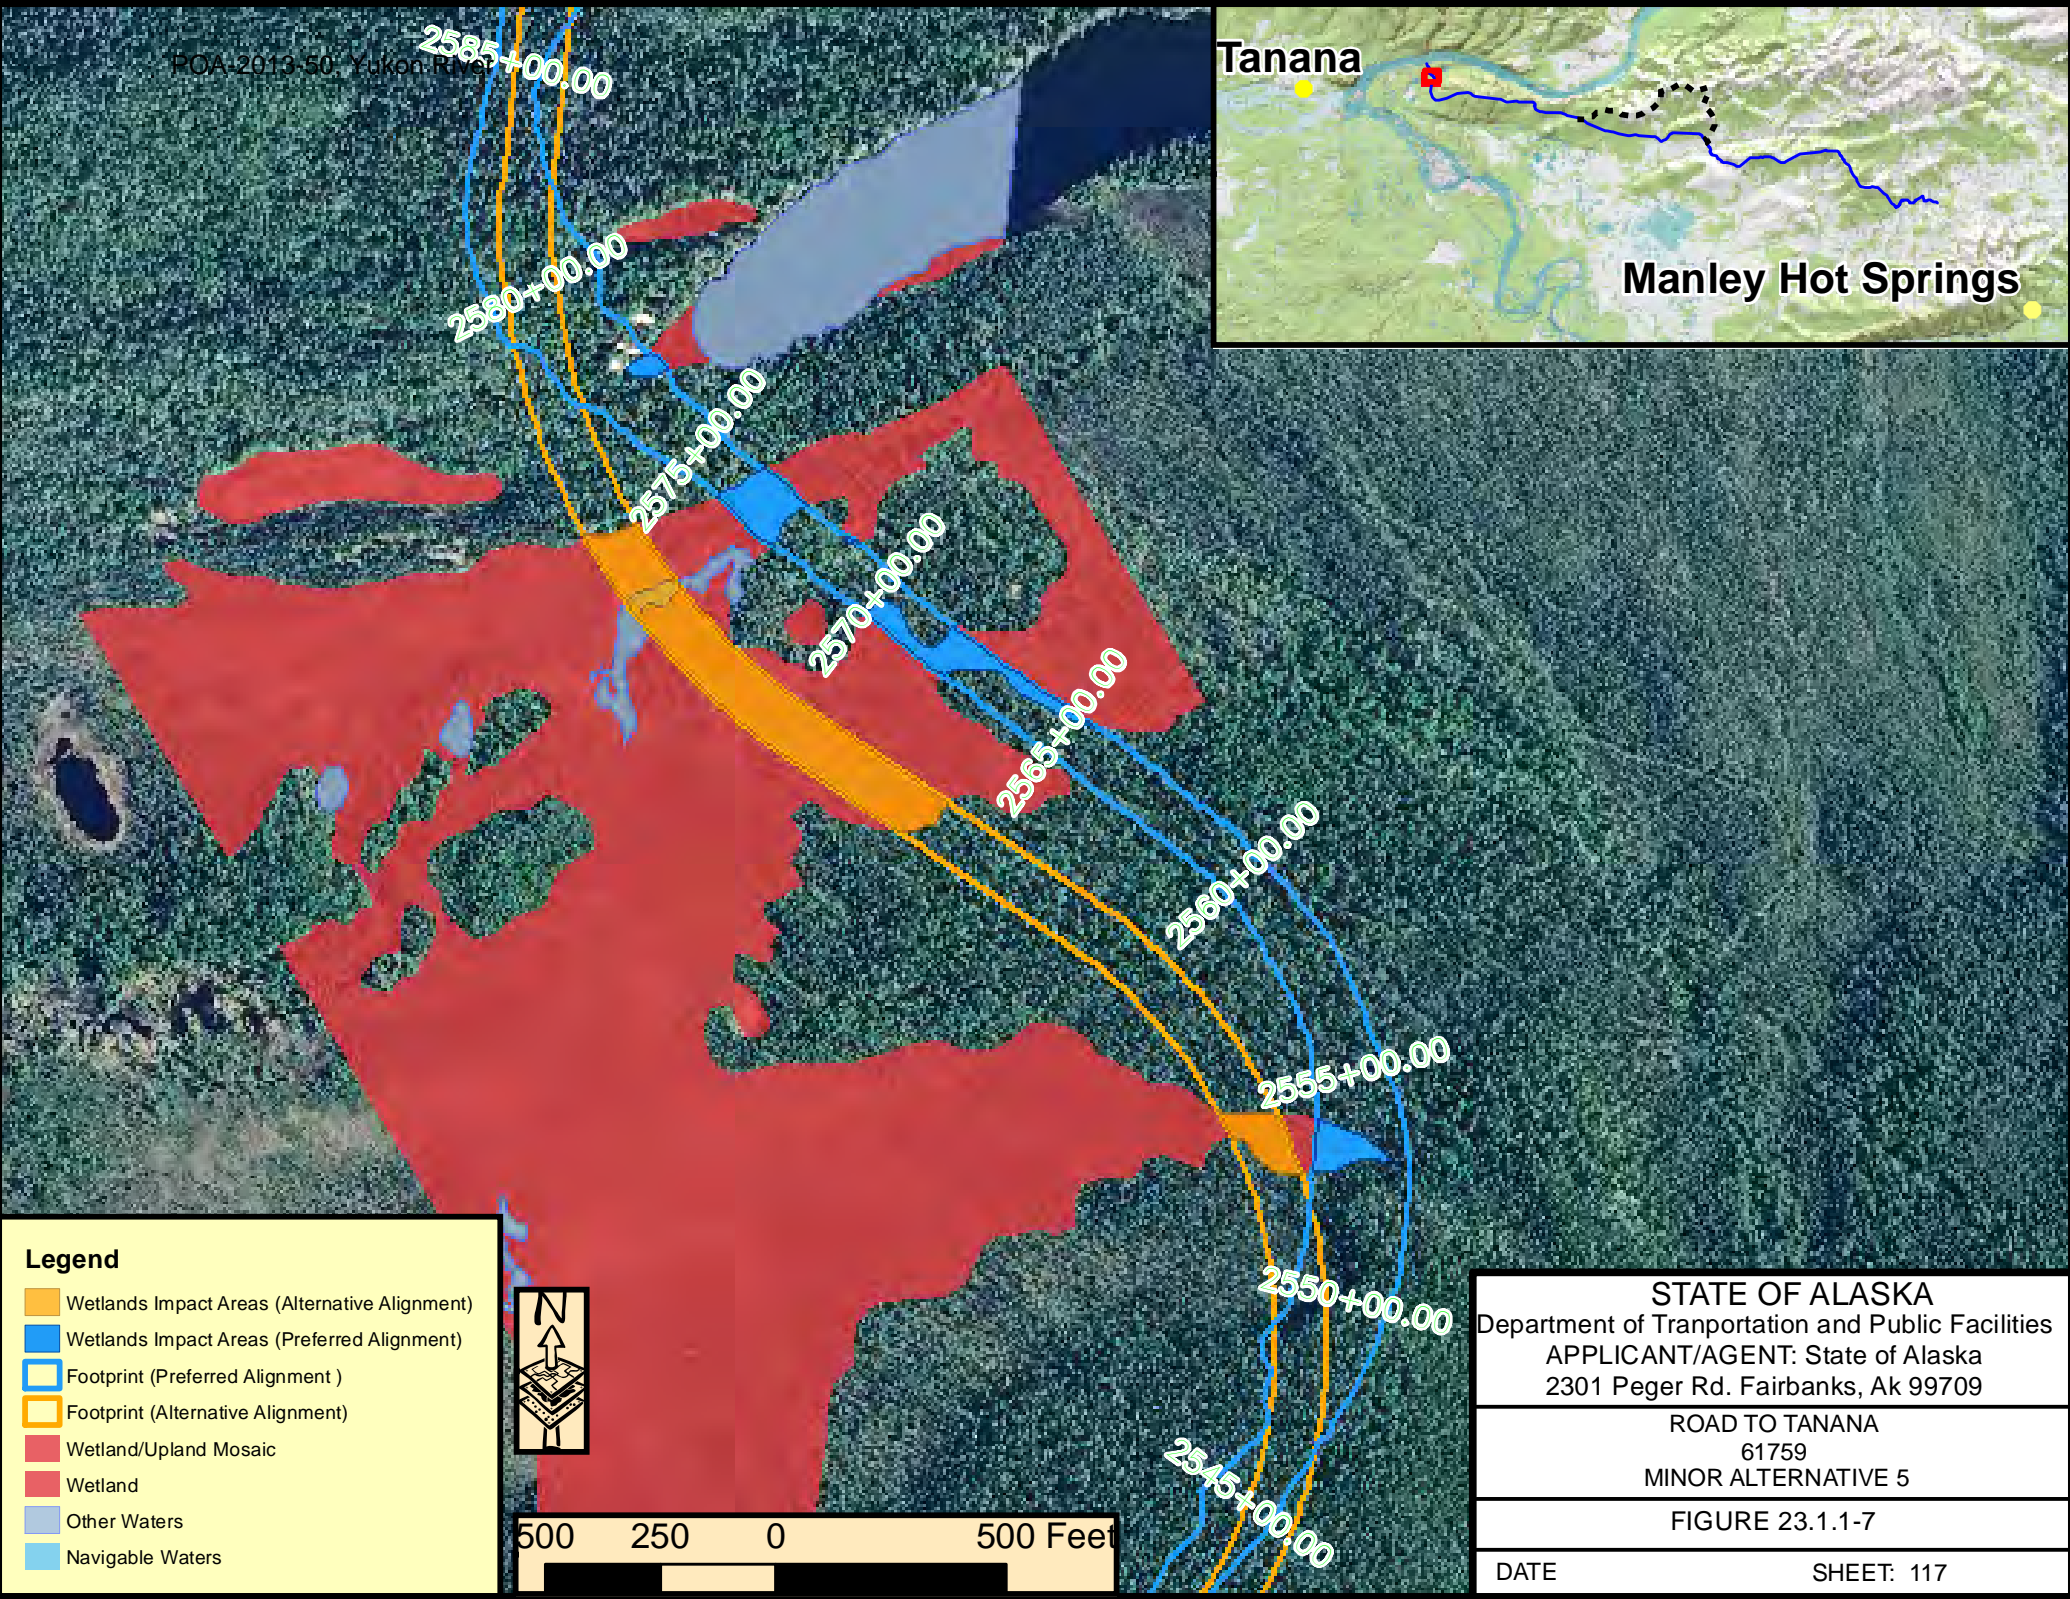 POA-2013-50, Yukon River
2585+00.00
2580+00.00
2575+00.00
2570+00.00
2565+00.00
2560+00.00
2555+00.00
2550+00.00
2545+00.00
Tanana
Manley Hot Springs
Legend
Wetlands Impact Areas (Alternative Alignment)
Wetlands Impact Areas (Preferred Alignment)
Footprint (Preferred Alignment )
Footprint (Alternative Alignment)
Wetland/Upland Mosaic
Wetland
Other Waters
Navigable Waters
N
500 250 0 500 Feet
STATE OF ALASKA
Department of Tranportation and Public Facilities
APPLICANT/AGENT: State of Alaska
2301 Peger Rd. Fairbanks, Ak 99709
ROAD TO TANANA
61759
MINOR ALTERNATIVE 5
FIGURE 23.1.1-7
DATE SHEET: 117